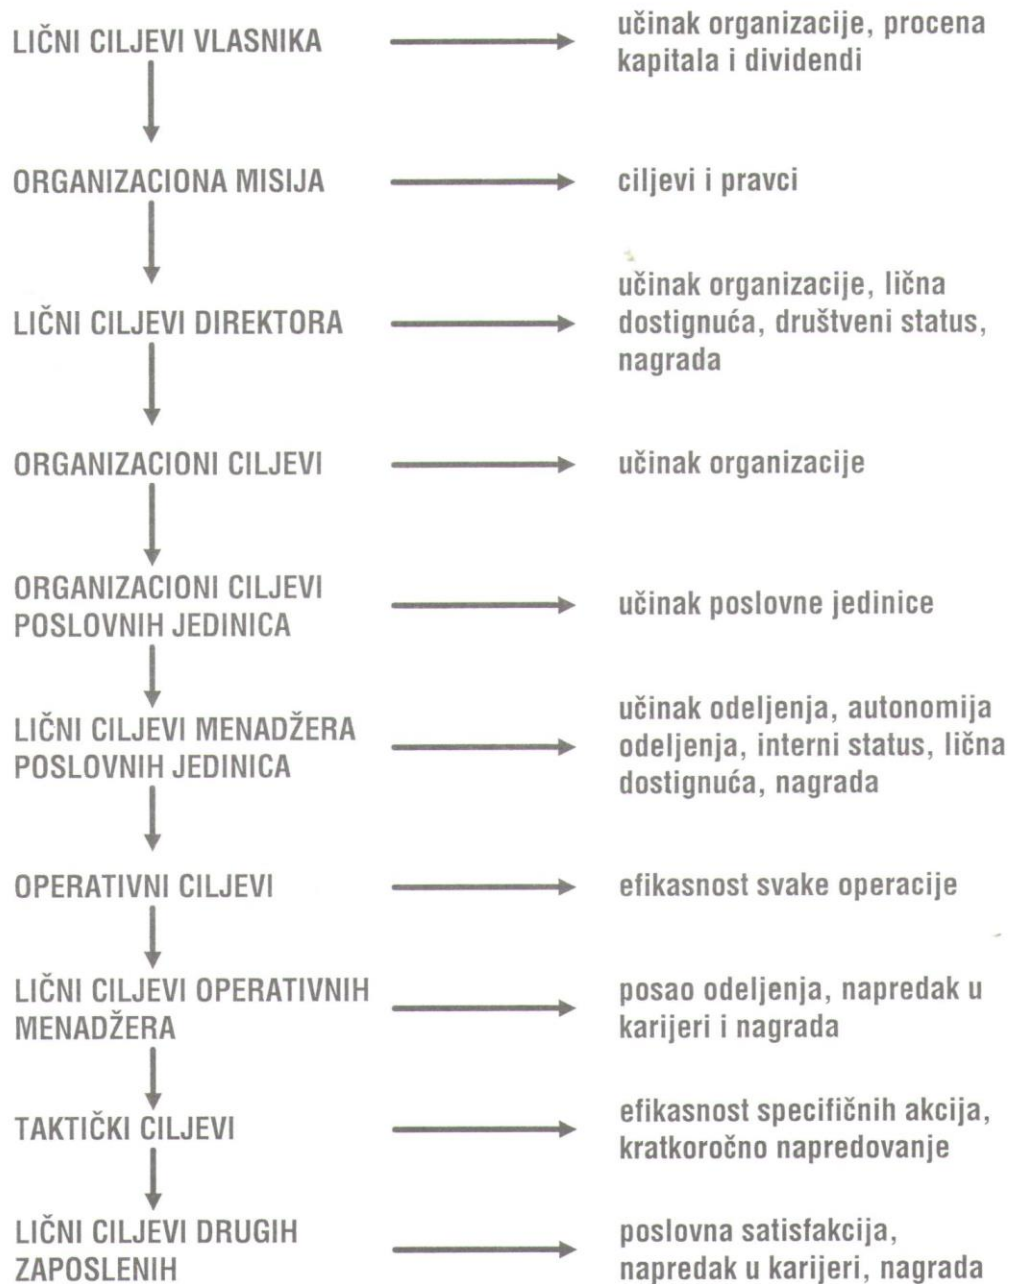 LIČNI CILJEVI VLASNIKA
učinak organizacije, procena
kapitala i dividendi
ORGANIZACIONA MISIJA
ciljevi i pravci
LIČNI CILJEVI DIREKTORA
učinak organizacije, lična
dostignuća, društveni status,
nagrada
ORGANIZACIONI CILJEVI
učinak organizacije
ORGANIZACIONI CILJEVI
POSLOVNIH JEDINICA
učinak poslovne jedinice
LIČNI CILJEVI MENADŽERA
POSLOVNIH JEDINICA
učinak odeljenja, autonomija
odeljenja, interni status, lična
dostignuća, nagrada
OPERATIVNI CILJEVI
efikasnost svake operacije
LIČNI CILJEVI OPERATIVNIH
MENADŽERA
posao odeljenja, napredak u
karijeri i nagrada
TAKTIČKI CILJEVI
efikasnost specifičnih akcija,
kratkoročno napredovanje
LIČNI CILJEVI DRUGIH
ZAPOSLENIH
poslovna satisfakcija,
napredak u karijeri, nagrada